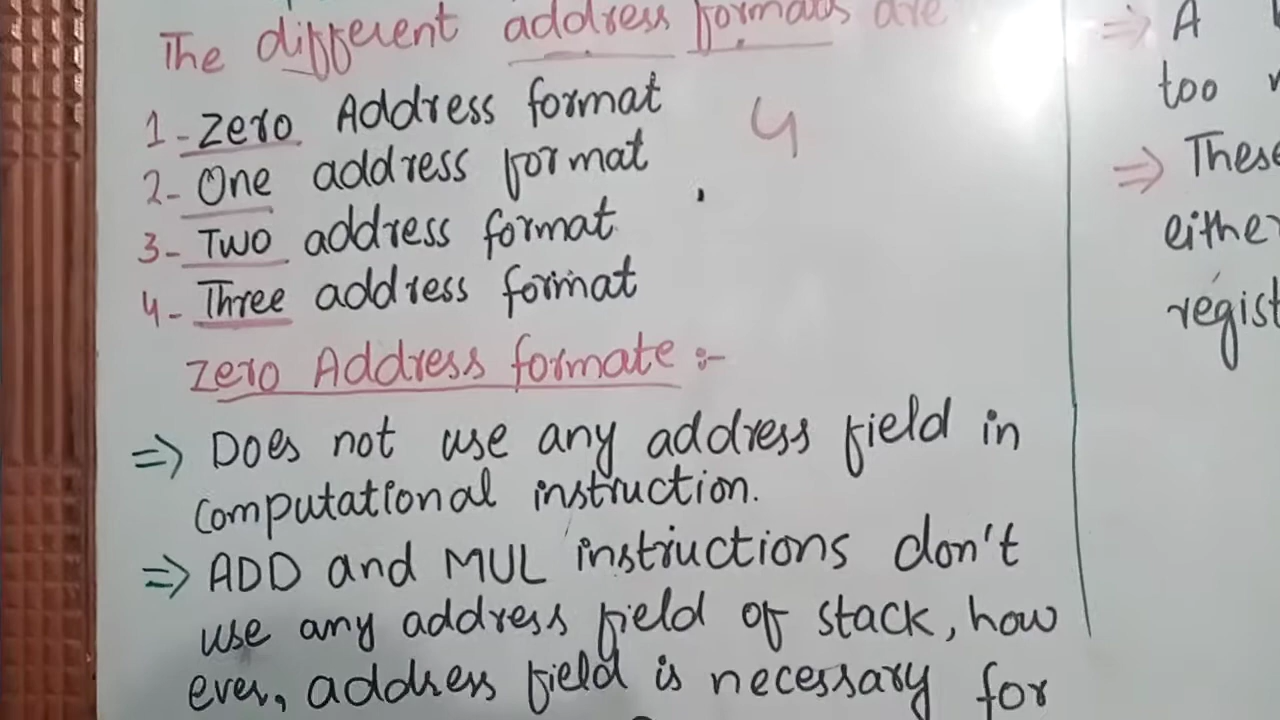 The different address formats are
1- Zero Address format
4
2- One address format
3- Two address format
4- Three address format
Zero Address formate :-
=> Does not use any address field in
computational instruction.
=> ADD and MUL instructions don't
use any address field of stack, how
ever, address field is necessary for
=> A
too
=> These
either
regist